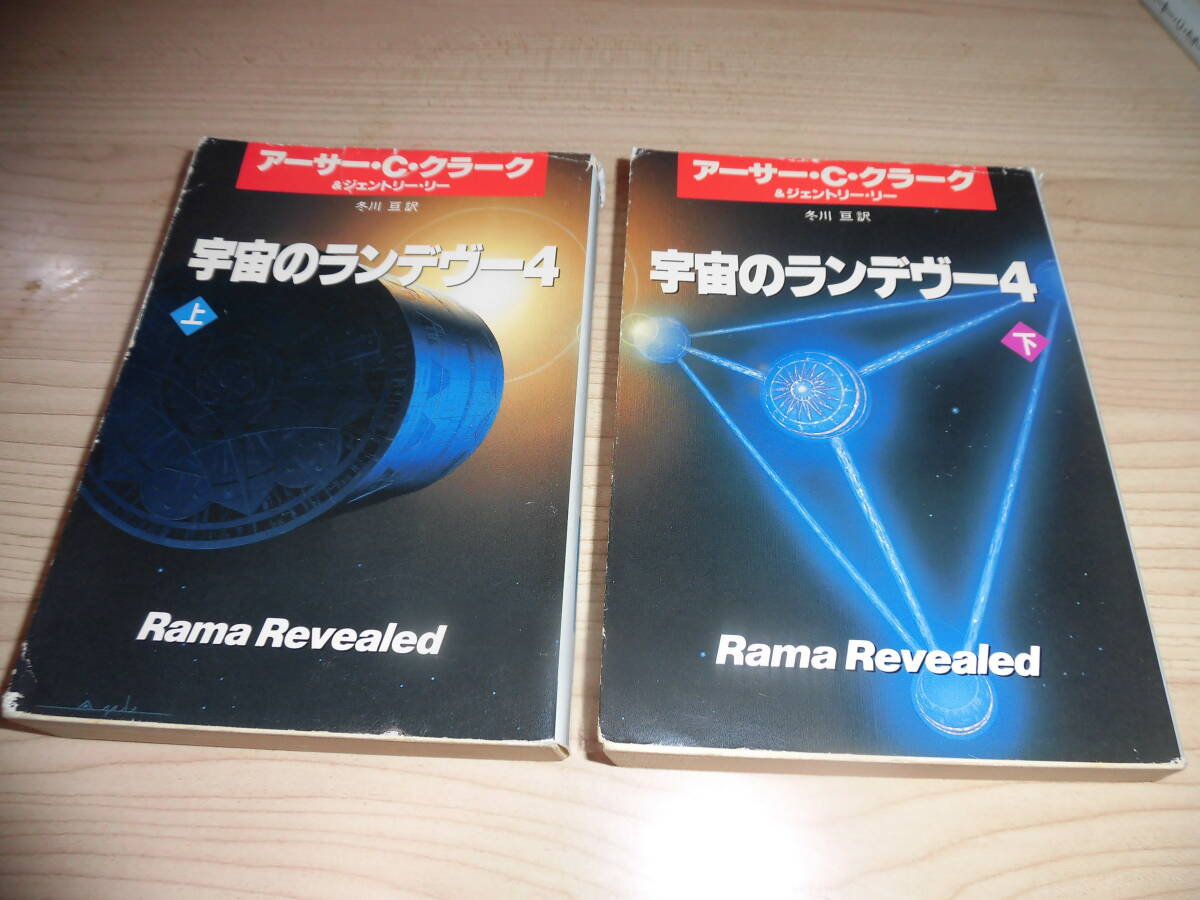 アーサー・C・クラーク
&ジェントリー・リー
冬川 亘 訳
宇宙のランデヴー4
上
Rama Revealed
アーサー・C・クラーク
&ジェントリー・リー
冬川 亘 訳
宇宙のランデヴー4
下
Rama Revealed